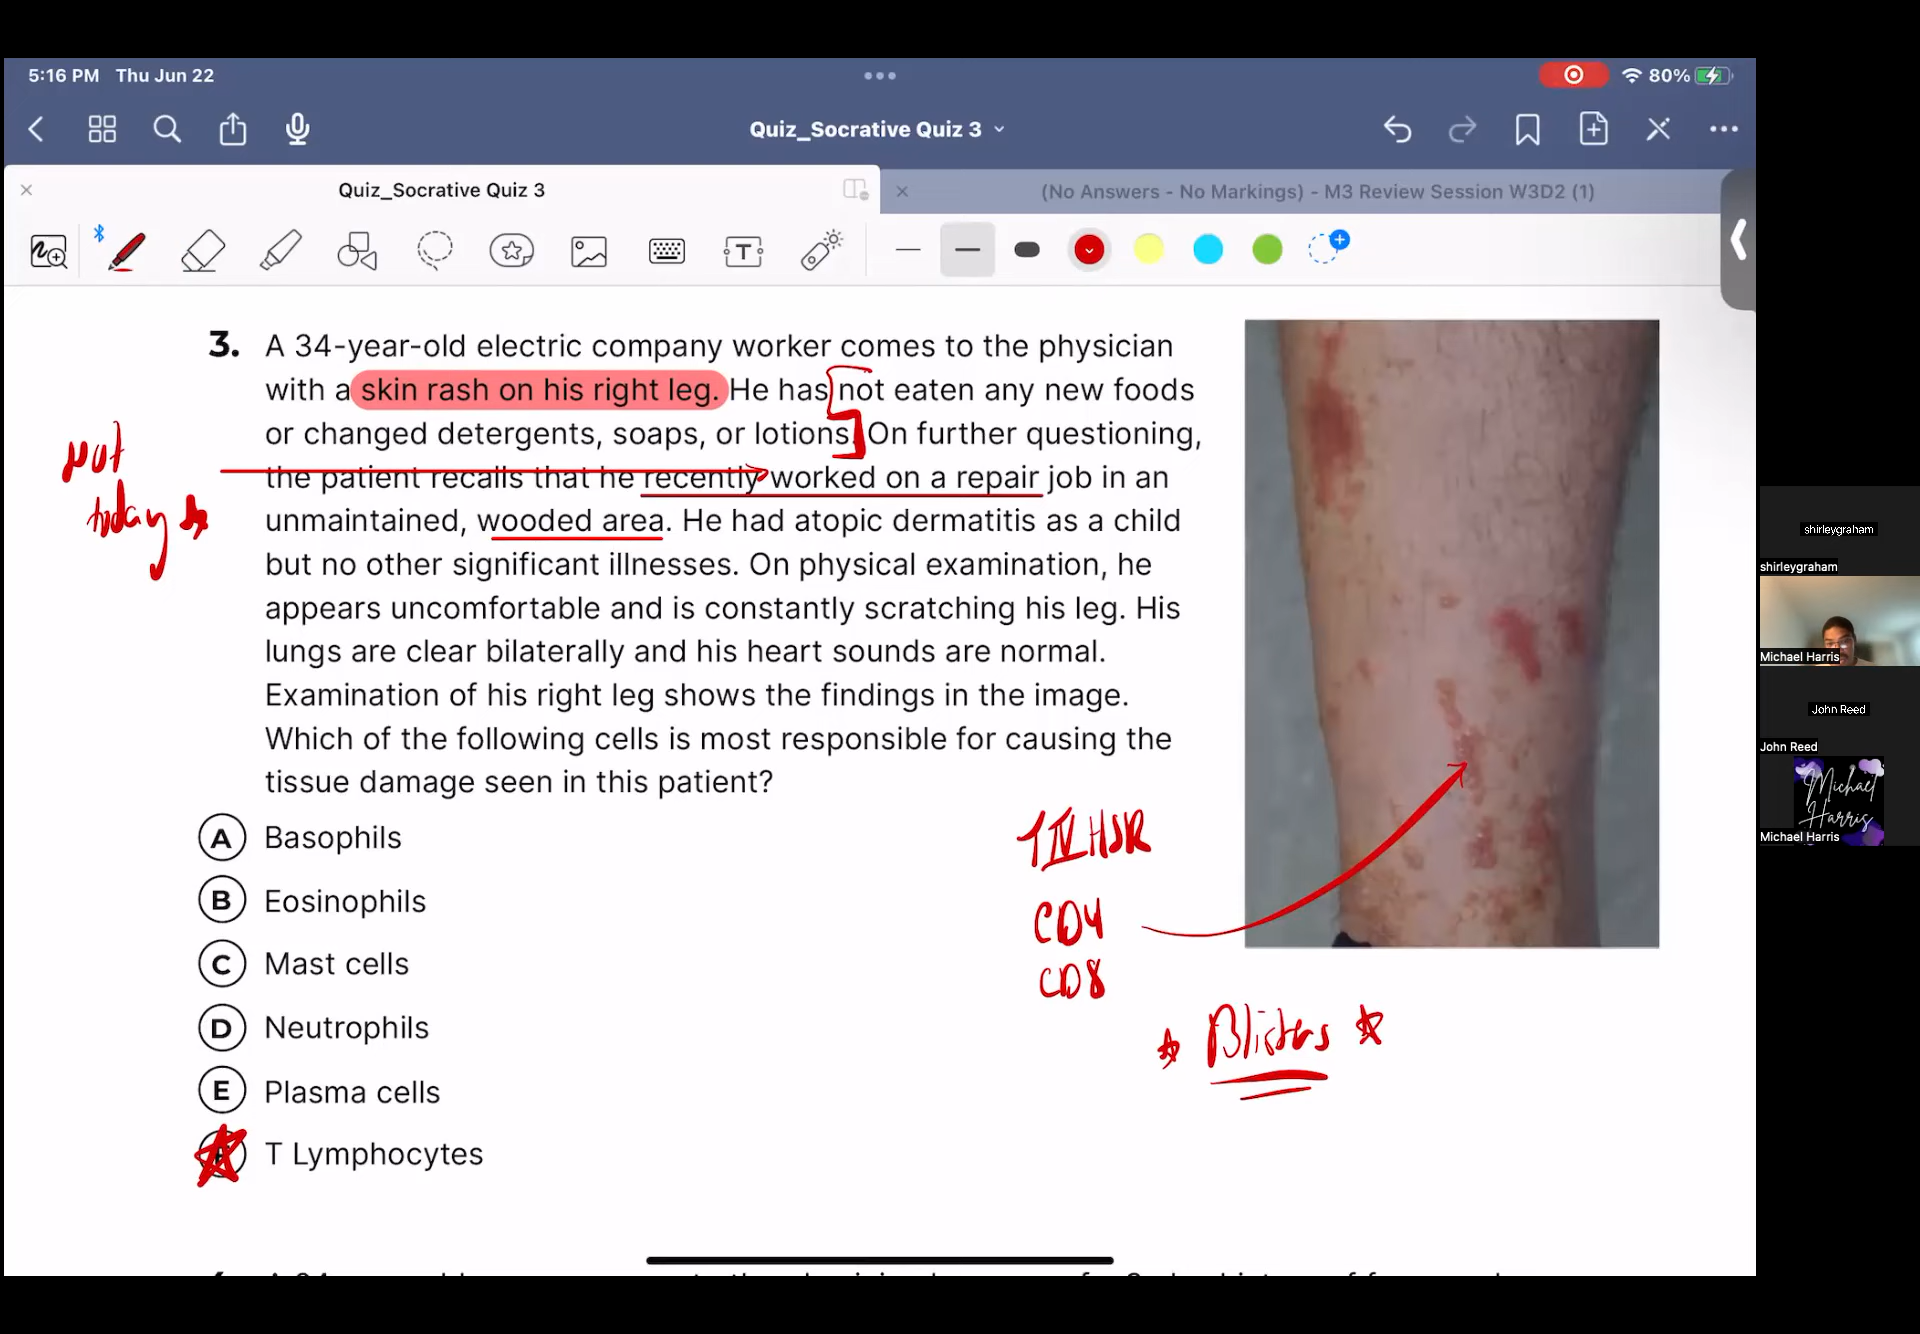 5:16 PM Thu Jun 22
80%
Quiz_Socrative Quiz 3
Quiz_Socrative Quiz 3
(No Answers - No Markings) - M3 Review Session W3D2 (1)
3. A 34-year-old electric company worker comes to the physician
with a skin rash on his right leg. He has not eaten any new foods
or changed detergents, soaps, or lotions. On further questioning,
the patient recalls that he recently worked on a repair job in an
unmaintained, wooded area. He had atopic dermatitis as a child
but no other significant illnesses. On physical examination, he
appears uncomfortable and is constantly scratching his leg. His
lungs are clear bilaterally and his heart sounds are normal.
Examination of his right leg shows the findings in the image.
Which of the following cells is most responsible for causing the
tissue damage seen in this patient?
Not
today
A Basophils
B Eosinophils
C Mast cells
D Neutrophils
E Plasma cells
T Lymphocytes
TIV HSR
CD4
CD8
Blisters
shirleygraham
shirleygraham
Michael Harris
John Reed
John Reed
Michael
Harris
Michael Harris